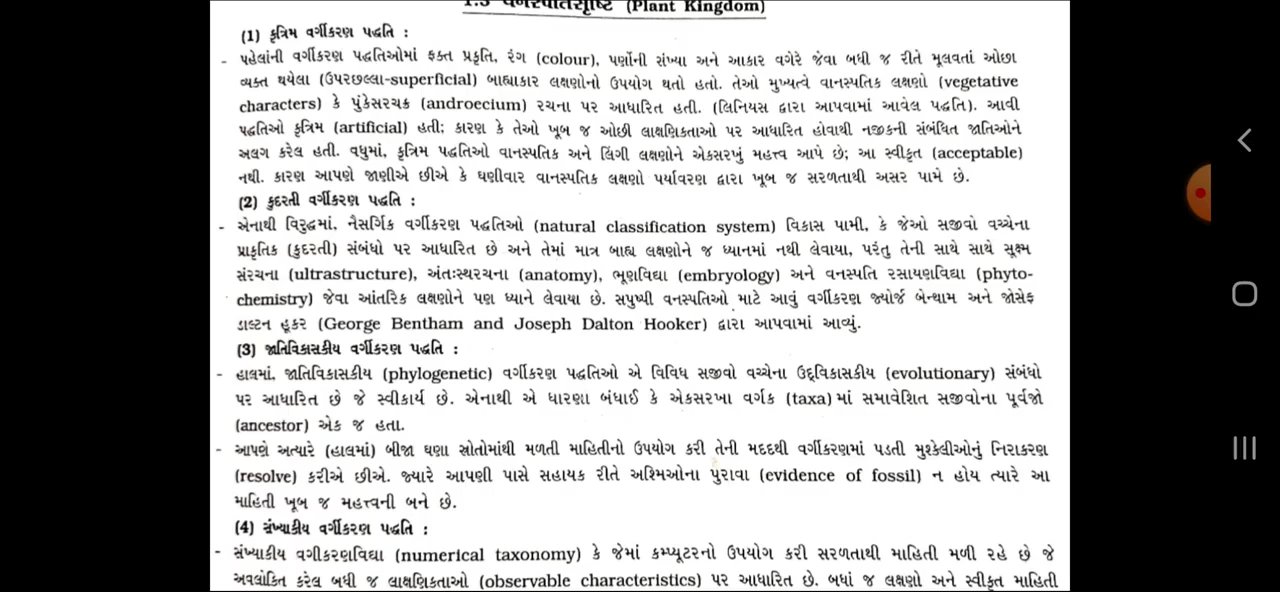 1.3 વનસ્પતિસૃષ્ટિ (Plant Kingdom)
(1) કૃત્રિમ વર્ગીકરણ પદ્ધતિ :
- પહેલાંની વર્ગીકરણ પદ્ધતિઓમાં ફક્ત પ્રકૃતિ, રંગ (colour), પર્ણોની સંખ્યા અને આકાર વગેરે જેવા બધી જ રીતે મૂલવતાં ઓછા
વ્યક્ત થયેલા (ઉપરછલ્લા-superficial) બાહ્યાકાર લક્ષણોનો ઉપયોગ થતો હતો. તેઓ મુખ્યત્વે વાનસ્પતિક લક્ષણો (vegetative
characters) કે પુંકેસરચક્ર (androecium) રચના પર આધારિત હતી. (લિનિયસ દ્વારા આપવામાં આવેલ પદ્ધતિ). આવી
પદ્ધતિઓ કૃત્રિમ (artificial) હતી; કારણ કે તેઓ ખૂબ જ ઓછી લાક્ષણિકતાઓ પર આધારિત હોવાથી નજીકની સંબંધિત જાતિઓને
અલગ કરેલ હતી. વધુમાં, કૃત્રિમ પદ્ધતિઓ વાનસ્પતિક અને લિંગી લક્ષણોને એકસરખું મહત્ત્વ આપે છે; આ સ્વીકૃત (acceptable)
નથી. કારણ આપણે જાણીએ છીએ કે ઘણીવાર વાનસ્પતિક લક્ષણો પર્યાવરણ દ્વારા ખૂબ જ સરળતાથી અસર પામે છે.
(2) કુદરતી વર્ગીકરણ પદ્ધતિ :
- એનાથી વિરુદ્ધમાં, નૈસર્ગિક વર્ગીકરણ પદ્ધતિઓ (natural classification system) વિકાસ પામી, કે જેઓ સજીવો વચ્ચેના
પ્રાકૃતિક (કુદરતી) સંબંધો પર આધારિત છે અને તેમાં માત્ર બાહ્ય લક્ષણોને જ ધ્યાનમાં નથી લેવાયા, પરંતુ તેની સાથે સાથે સૂક્ષ્મ
સંરચના (ultrastructure), અંતઃસ્થરચના (anatomy), ભ્રૂણવિદ્યા (embryology) અને વનસ્પતિ રસાયણવિદ્યા (phyto-
chemistry) જેવા આંતરિક લક્ષણોને પણ ધ્યાને લેવાયા છે. સપુષ્પી વનસ્પતિઓ માટે આવું વર્ગીકરણ જ્યોર્જ બેન્થામ અને જોસેફ
ડાલ્ટન હૂકર (George Bentham and Joseph Dalton Hooker) દ્વારા આપવામાં આવ્યું.
(3) જાતિવિકાસકીય વર્ગીકરણ પદ્ધતિ :
- હાલમાં, જાતિવિકાસકીય (phylogenetic) વર્ગીકરણ પદ્ધતિઓ એ વિવિધ સજીવો વચ્ચેના ઉદ્દવિકાસકીય (evolutionary) સંબંધો
પર આધારિત છે જે સ્વીકાર્ય છે. એનાથી એ ધારણા બંધાઈ કે એકસરખા વર્ગક (taxa) માં સમાવેશિત સજીવોના પૂર્વજો
(ancestor) એક જ હતા.
- આપણે અત્યારે (હાલમાં) બીજા ઘણા સ્રોતોમાંથી મળતી માહિતીનો ઉપયોગ કરી તેની મદદથી વર્ગીકરણમાં પડતી મુશ્કેલીઓનું નિરાકરણ
(resolve) કરીએ છીએ. જ્યારે આપણી પાસે સહાયક રીતે અશ્મિઓના પુરાવા (evidence of fossil) ન હોય ત્યારે આ
માહિતી ખૂબ જ મહત્ત્વની બને છે.
(4) સંખ્યાકીય વર્ગીકરણ પદ્ધતિ :
- સંખ્યાકીય વર્ગીકરણવિદ્યા (numerical taxonomy) કે જેમાં કમ્પ્યૂટરનો ઉપયોગ કરી સરળતાથી માહિતી મળી રહે છે જે
અવલોકિત કરેલ બધી જ લાક્ષણિકતાઓ (observable characteristics) પર આધારિત છે. બધાં જ લક્ષણો અને સ્વીકૃત માહિતી